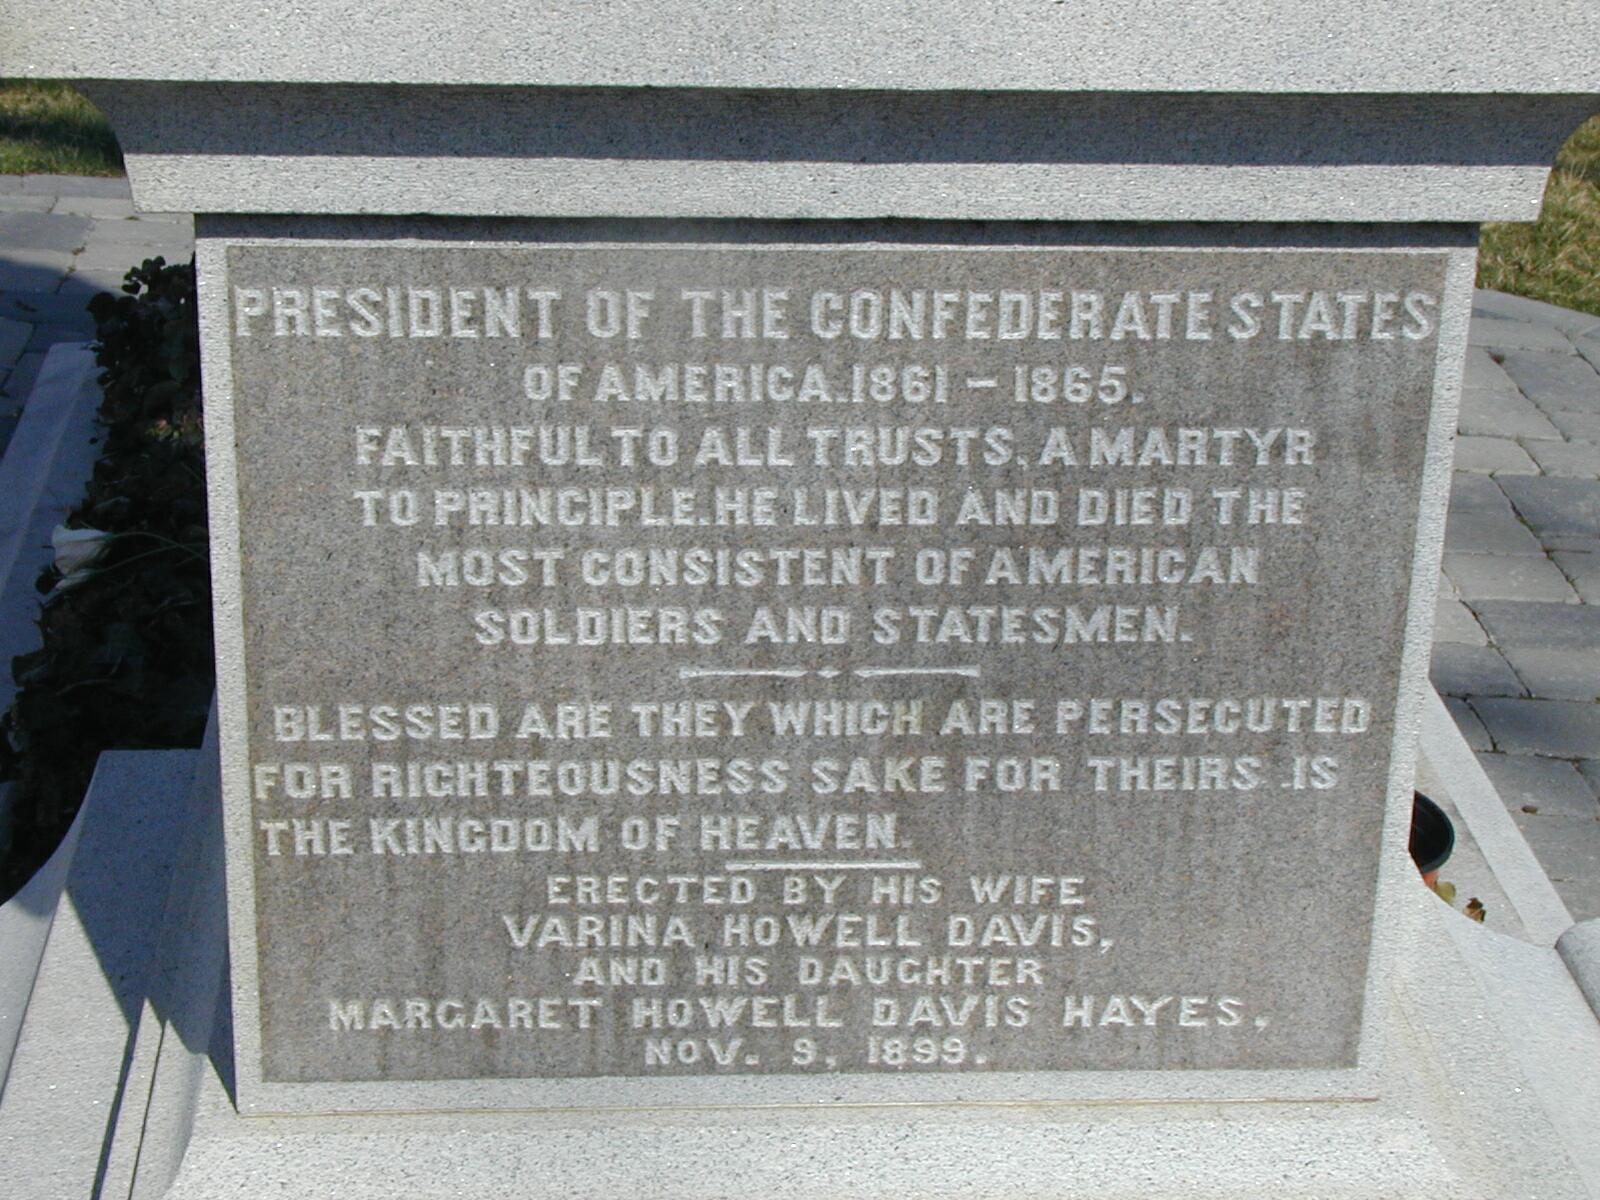 PRESIDENT OF THE CONFEDERATE STATES
OF AMERICA. 1861 – 1865.
FAITHFUL TO ALL TRUSTS, A MARTYR
TO PRINCIPLE. HE LIVED AND DIED THE
MOST CONSISTENT OF AMERICAN
SOLDIERS AND STATESMEN.
BLESSED ARE THEY WHICH ARE PERSECUTED
FOR RIGHTEOUSNESS SAKE FOR THEIRS IS
THE KINGDOM OF HEAVEN.
ERECTED BY HIS WIFE
VARINA HOWELL DAVIS,
AND HIS DAUGHTER
MARGARET HOWELL DAVIS HAYES,
NOV. 9, 1899.